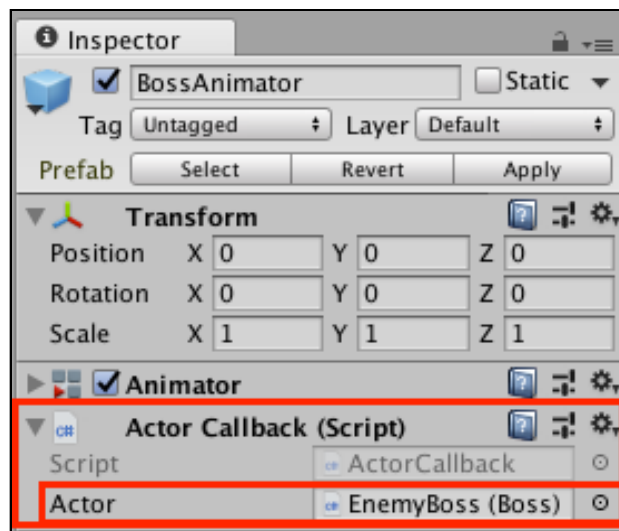 Inspector
BossAnimator Static
Tag Untagged Layer Default
Prefab Select Revert Apply
Transform
Position X 0 Y 0 Z 0
Rotation X 0 Y 0 Z 0
Scale X 1 Y 1 Z 1
Animator
c# Actor Callback (Script)
Script ActorCallback
Actor EnemyBoss (Boss)